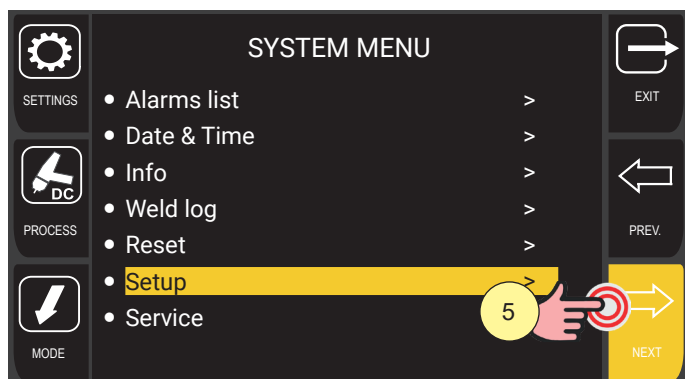 SYSTEM MENU
SETTINGS
EXIT
• Alarms list >
• Date & Time >
• Info >
• Weld log >
• Reset >
• Setup >
• Service
DC
PROCESS
PREV.
5
MODE
NEXT